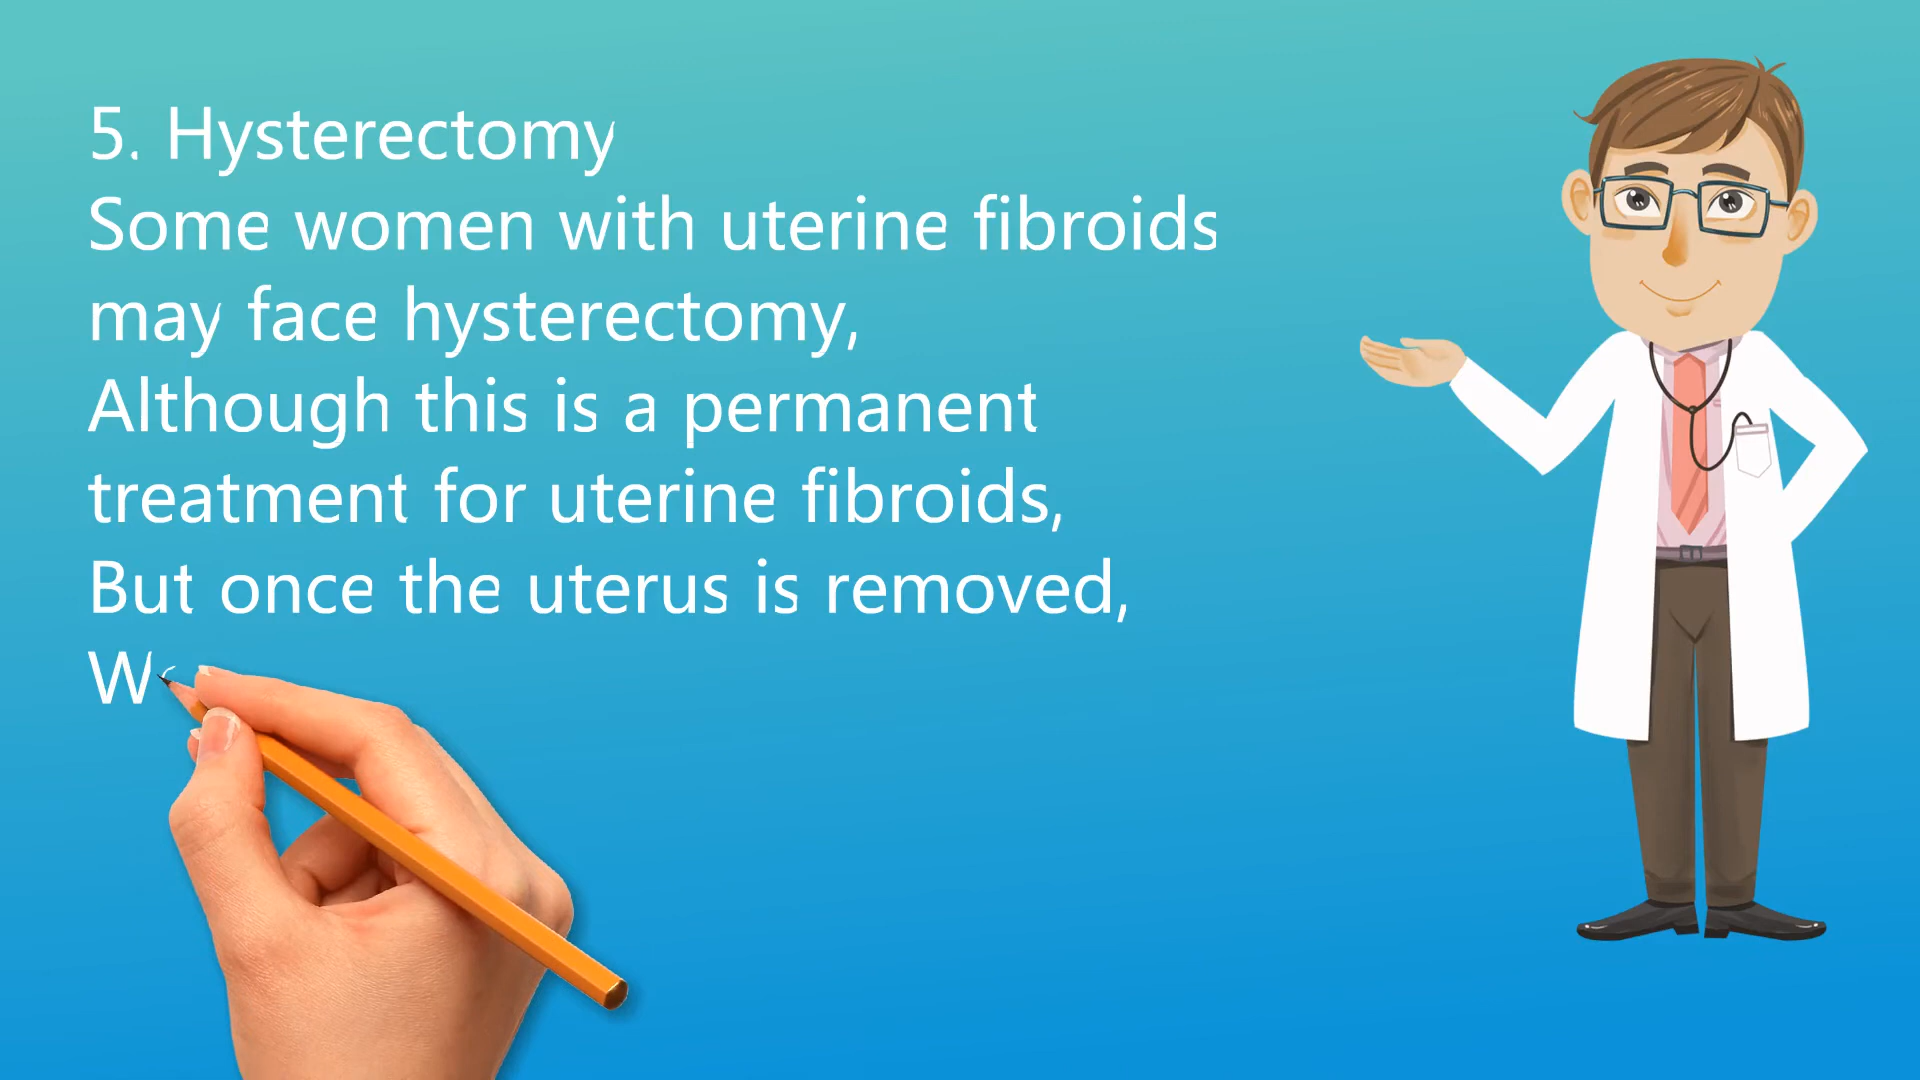 5. Hysterectomy
Some women with uterine fibroids
may face hysterectomy,
Although this is a permanent
treatment for uterine fibroids,
But once the uterus is removed,